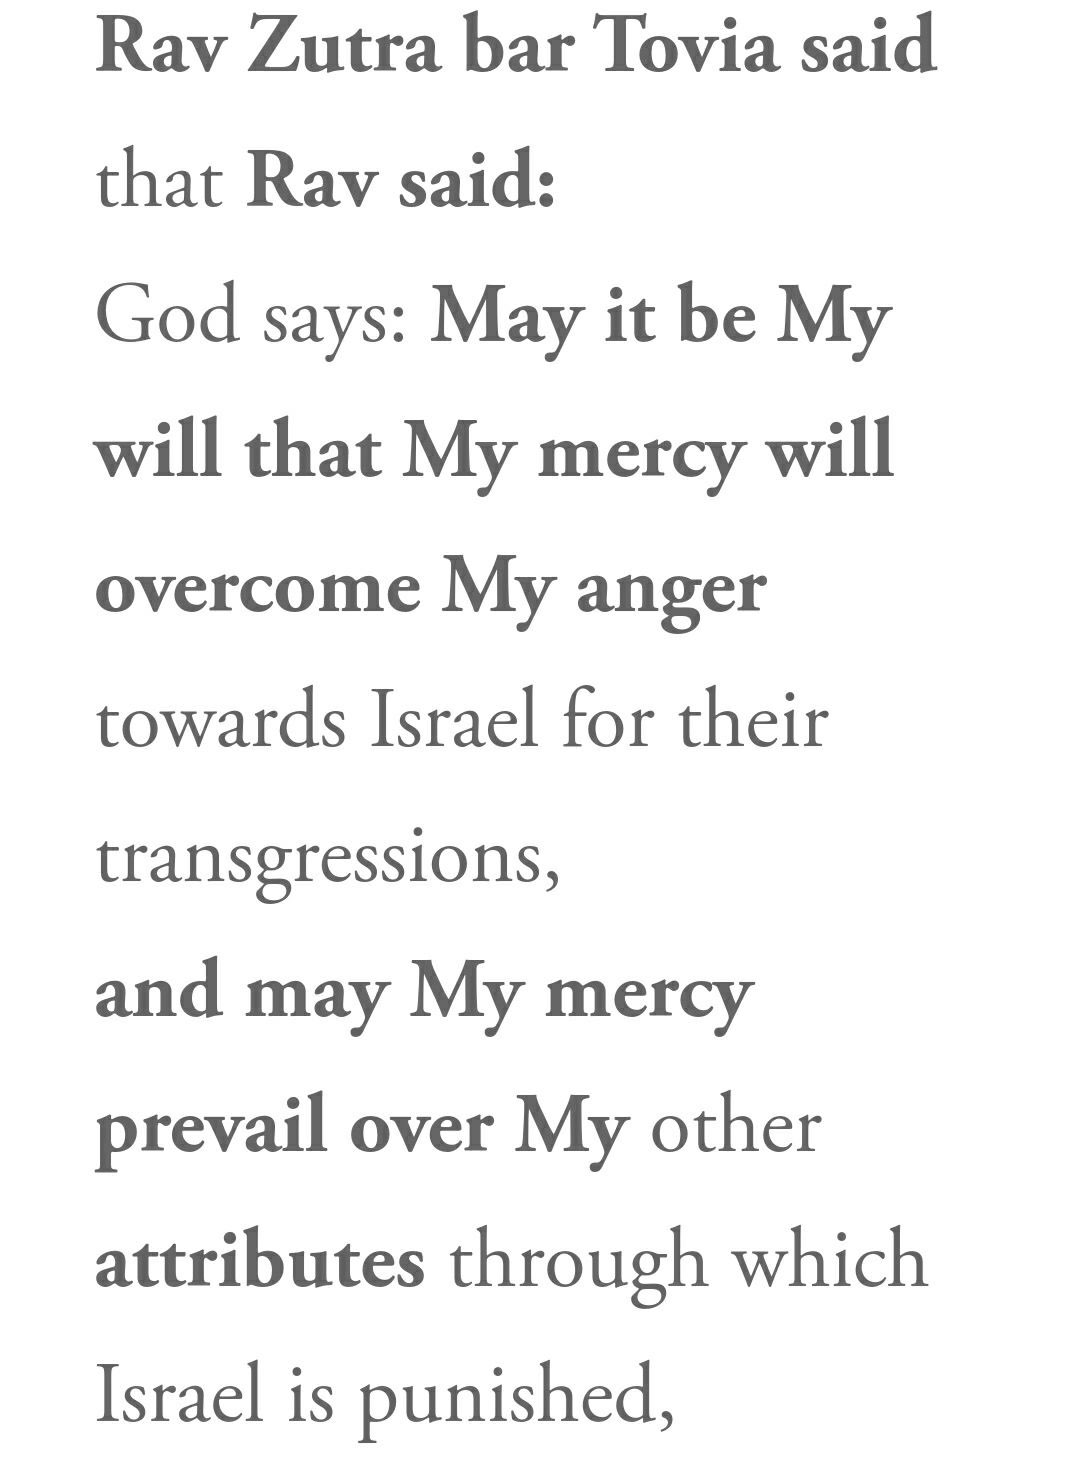 Rav Zutra bar Tovia said
that Rav said:
God says: May it be My
will that My mercy will
overcome My anger
towards Israel for their
transgressions,
and may My mercy
prevail over My other
attributes through which
Israel is punished,